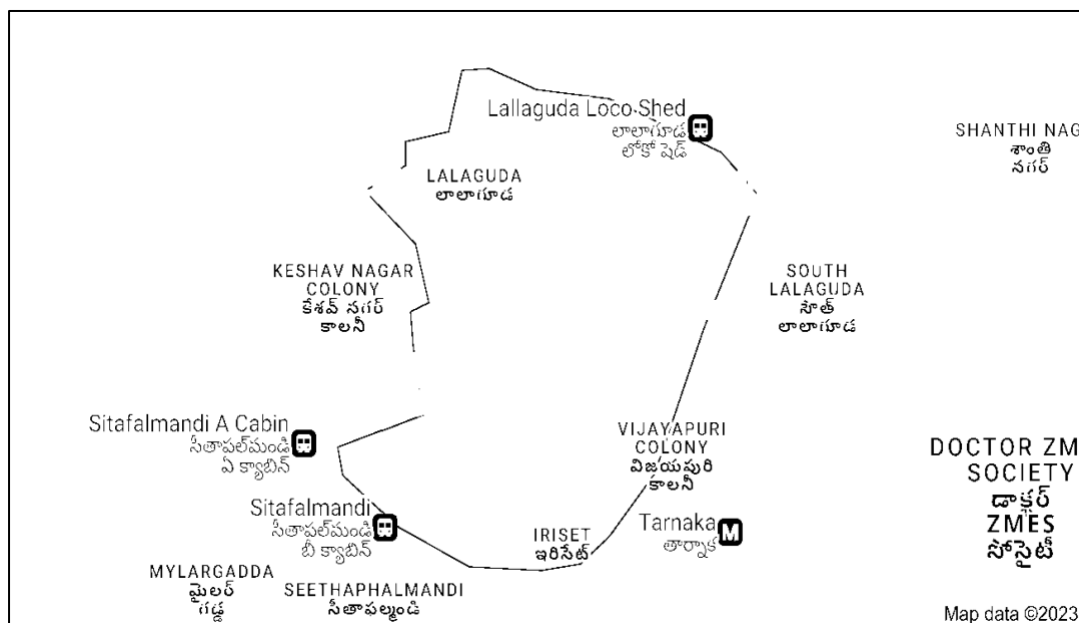 Lallaguda Loco Shed
లాలాగూడ
లోకో షెడ్
SHANTHI NAG
శాంతి
నగర్
LALAGUDA
లాలాగూడ
KESHAV NAGAR
COLONY
కేశవ్ నగర్
కాలనీ
SOUTH
LALAGUDA
సౌత్
లాలాగూడ
Sitafalmandi A Cabin
సీతాపల్‌మండి
ఏ క్యాబిన్
VIJAYAPURI
COLONY
విజయపురి
కాలనీ
DOCTOR ZM
SOCIETY
డాక్టర్
ZMES
సోసైటీ
Sitafalmandi
సీతాపల్‌మండి
బీ క్యాబిన్
IRISET
ఇరిసేట్
Tarnaka
తార్నాక
MYLARGADDA
మైలర్
గడ్డ
SEETHAPHALMANDI
సీతాఫల్మండి
Map data ©2023